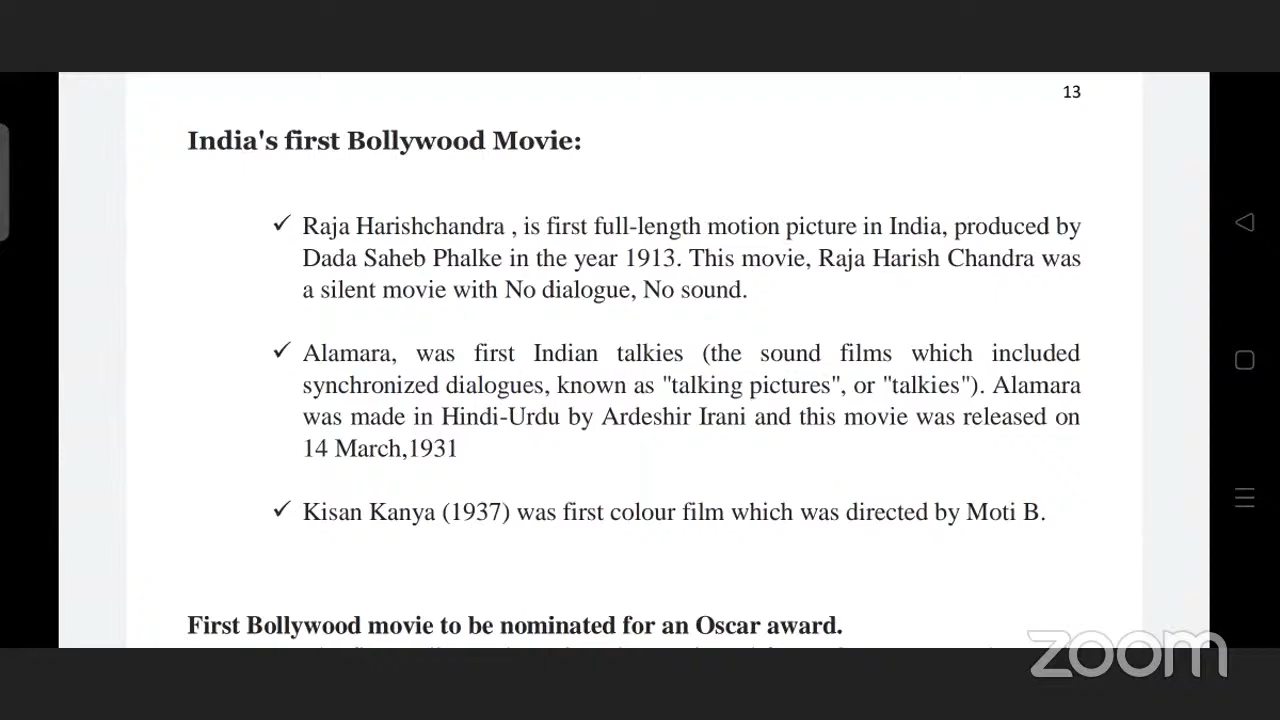 13
India's first Bollywood Movie:
✓ Raja Harishchandra , is first full-length motion picture in India, produced by
Dada Saheb Phalke in the year 1913. This movie, Raja Harish Chandra was
a silent movie with No dialogue, No sound.
✓ Alamara, was first Indian talkies (the sound films which included
synchronized dialogues, known as "talking pictures", or "talkies"). Alamara
was made in Hindi-Urdu by Ardeshir Irani and this movie was released on
14 March,1931
✓ Kisan Kanya (1937) was first colour film which was directed by Moti B.
First Bollywood movie to be nominated for an Oscar award.
zoom